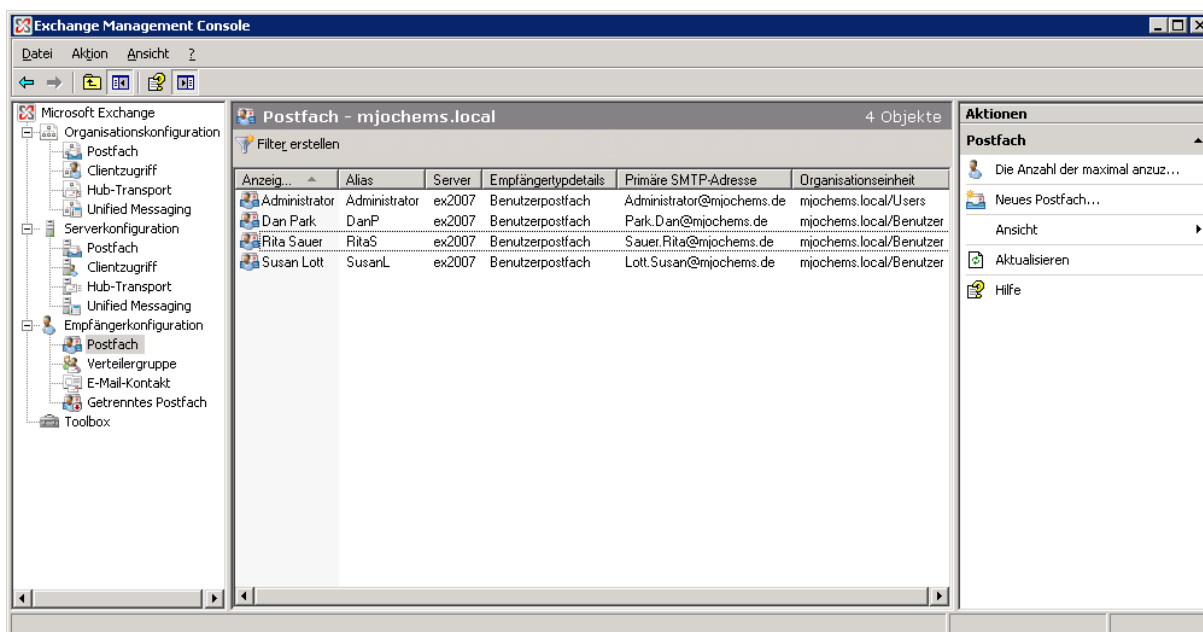 Exchange Management Console
Datei Aktion Ansicht ?
Microsoft Exchange
Organisationskonfiguration
Postfach
Clientzugriff
Hub-Transport
Unified Messaging
Serverkonfiguration
Postfach
Clientzugriff
Hub-Transport
Unified Messaging
Empfängerkonfiguration
Postfach
Verteilergruppe
E-Mail-Kontakt
Getrenntes Postfach
Toolbox
Postfach - mjochems.local 4 Objekte
Filter erstellen
Anzeig... Alias Server Empfängertypdetails Primäre SMTP-Adresse Organisationseinheit
Administrator Administrator ex2007 Benutzerpostfach Administrator@mjochems.de mjochems.local/Users
Dan Park DanP ex2007 Benutzerpostfach Park.Dan@mjochems.de mjochems.local/Benutzer
Rita Sauer RitaS ex2007 Benutzerpostfach Sauer.Rita@mjochems.de mjochems.local/Benutzer
Susan Lott SusanL ex2007 Benutzerpostfach Lott.Susan@mjochems.de mjochems.local/Benutzer
Aktionen
Postfach
Die Anzahl der maximal anzuz...
Neues Postfach...
Ansicht
Aktualisieren
Hilfe